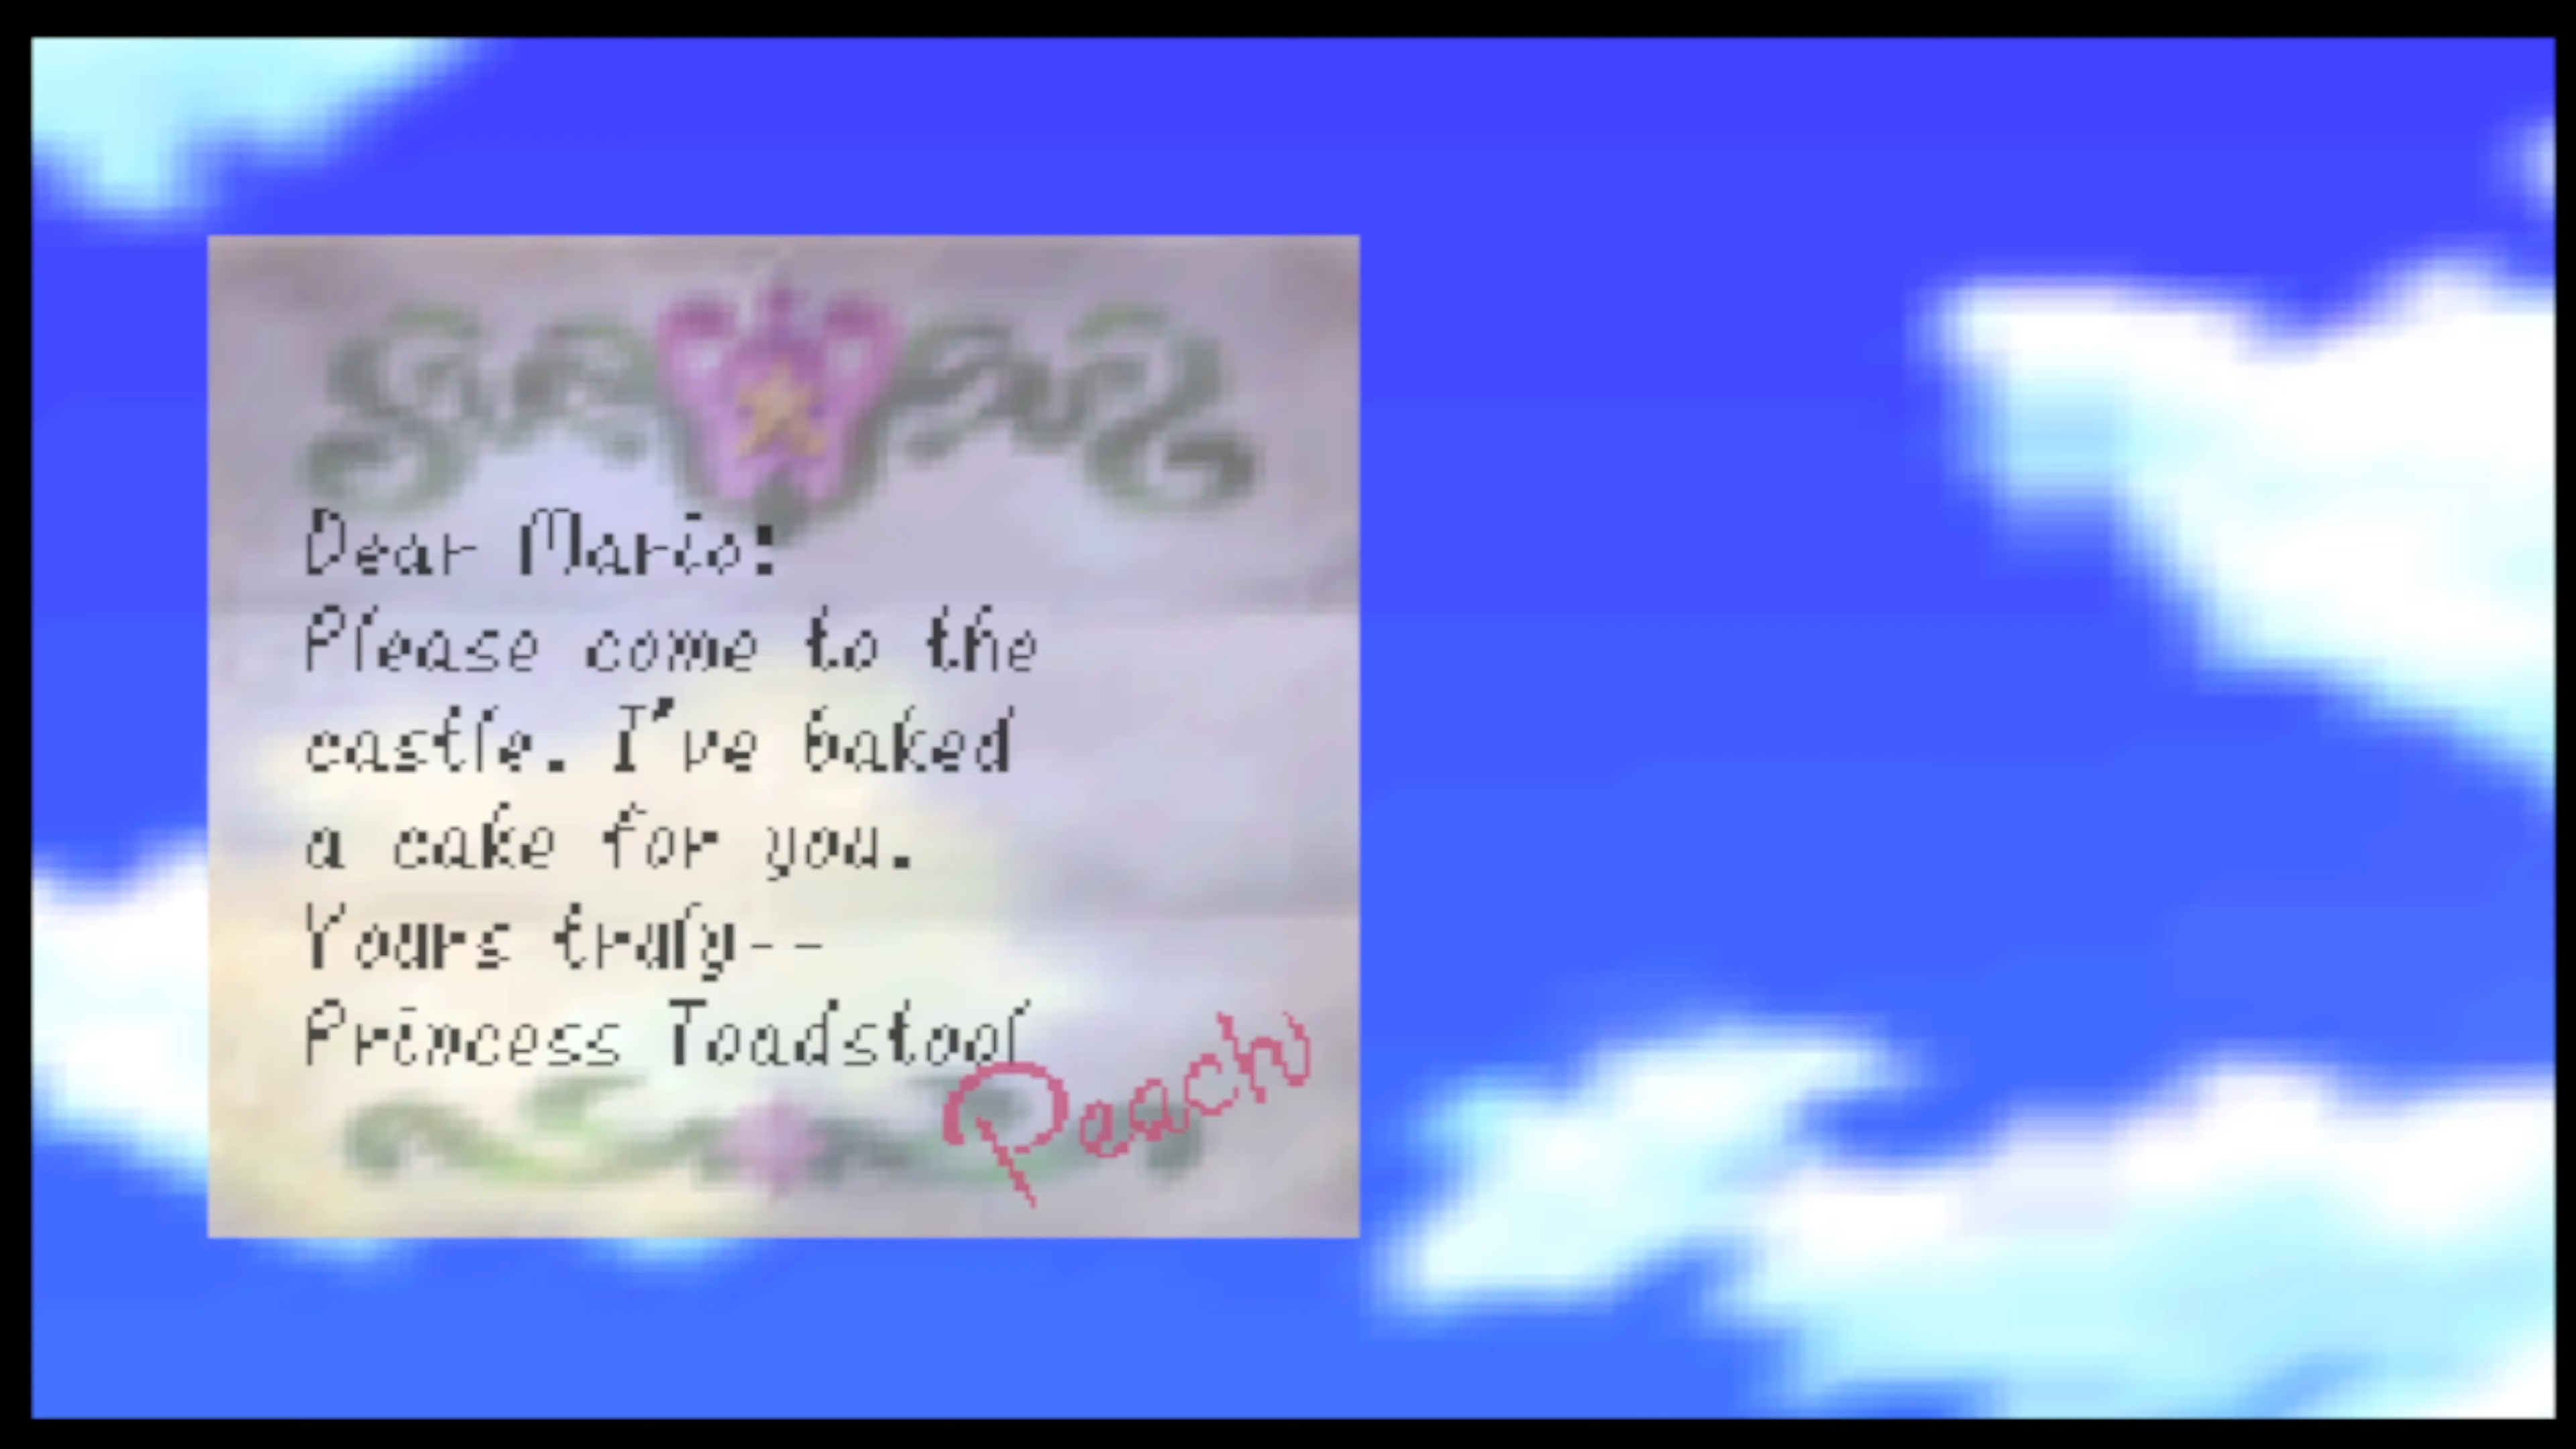 Dear Mario:
Please come to the
castle. I've baked
a cake for you.
Yours truly--
Princess Toadstool
Peach